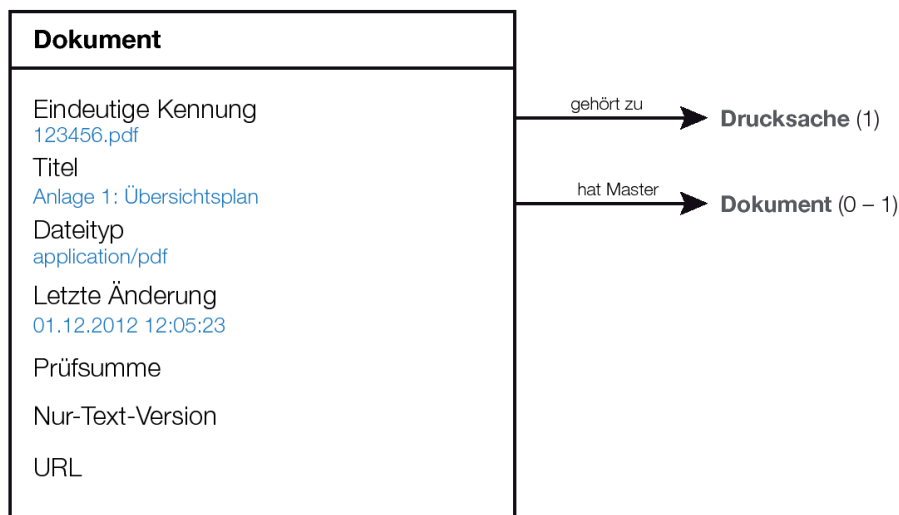 Dokument
Eindeutige Kennung
123456.pdf
Titel
Anlage 1: Übersichtsplan
Dateityp
application/pdf
Letzte Änderung
01.12.2012 12:05:23
Prüfsumme
Nur-Text-Version
URL
gehört zu
Drucksache (1)
hat Master
Dokument (0 – 1)